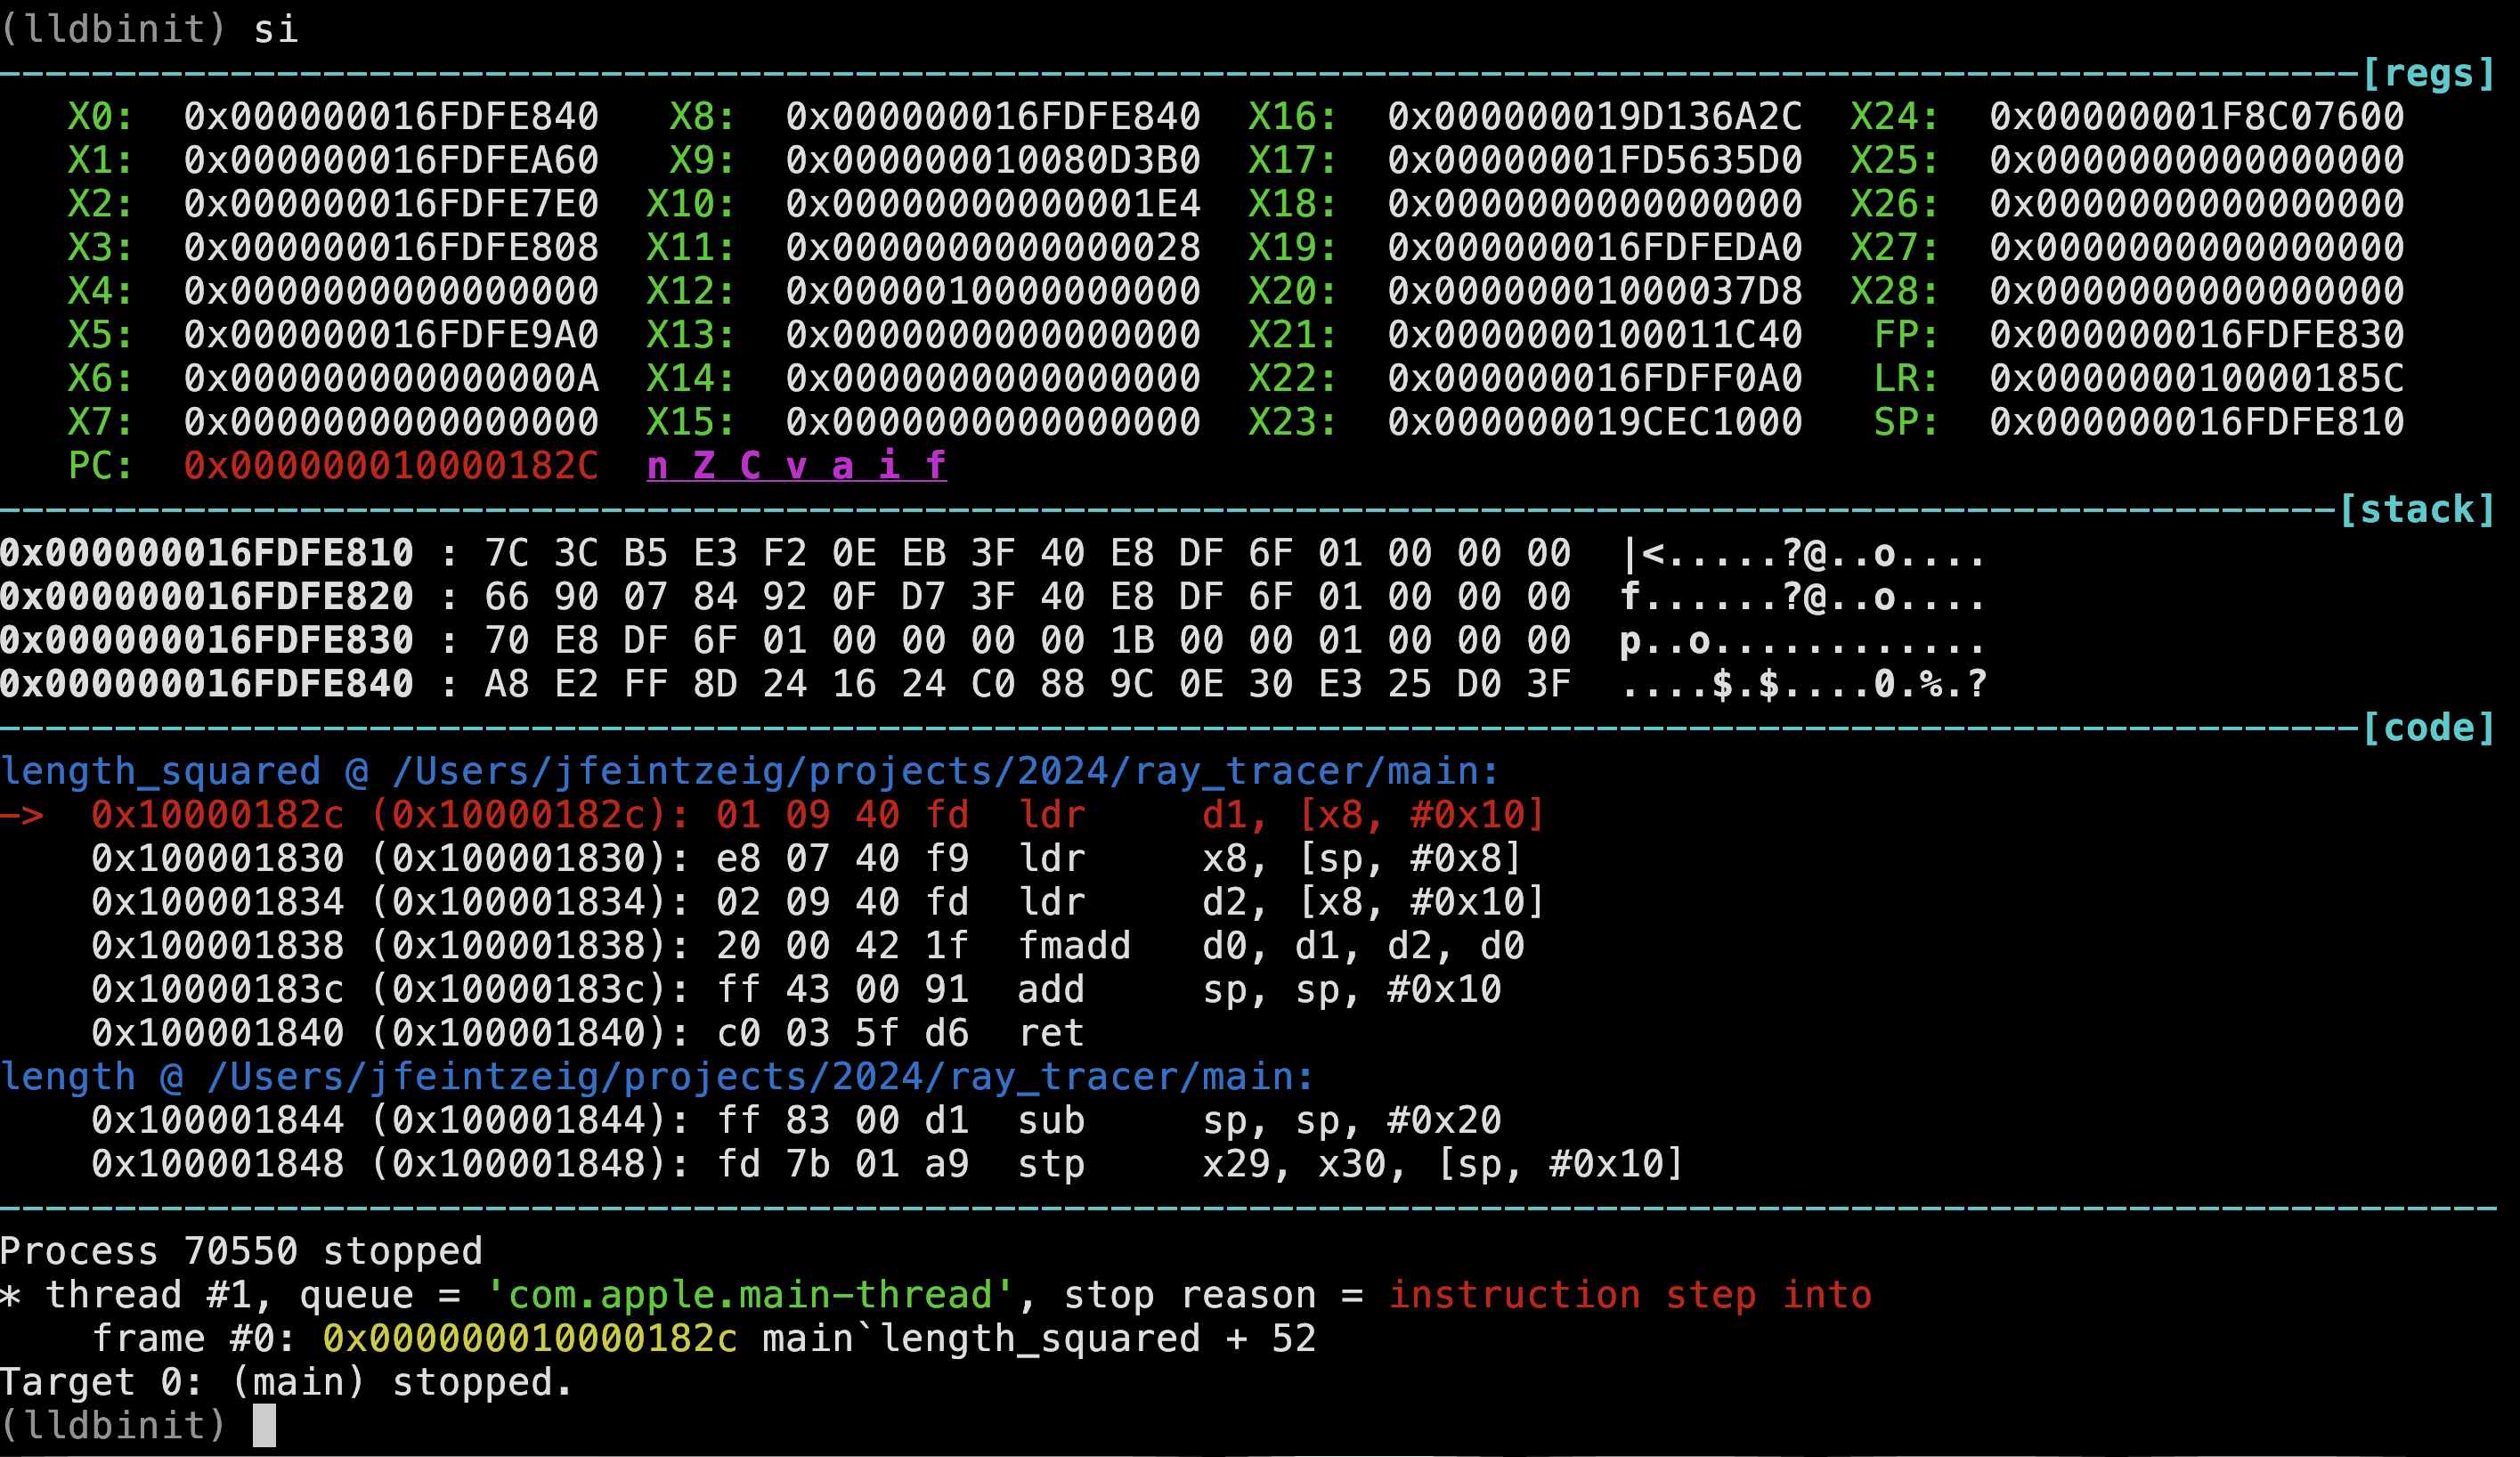 (lldbinit) si
[regs]
X0: 0x000000016FDFE840 X8: 0x000000016FDFE840 X16: 0x000000019D136A2C X24: 0x00000001F8C07600
X1: 0x000000016FDFEA60 X9: 0x000000010080D3B0 X17: 0x00000001FD5635D0 X25: 0x0000000000000000
X2: 0x000000016FDFE7E0 X10: 0x00000000000001E4 X18: 0x0000000000000000 X26: 0x0000000000000000
X3: 0x000000016FDFE808 X11: 0x0000000000000028 X19: 0x000000016FDFEDA0 X27: 0x0000000000000000
X4: 0x0000000000000000 X12: 0x0000010000000000 X20: 0x00000001000037D8 X28: 0x0000000000000000
X5: 0x000000016FDFE9A0 X13: 0x0000000000000000 X21: 0x0000000100011C40 FP: 0x000000016FDFE830
X6: 0x000000000000000A X14: 0x0000000000000000 X22: 0x000000016FDFF0A0 LR: 0x000000010000185C
X7: 0x0000000000000000 X15: 0x0000000000000000 X23: 0x000000019CEC1000 SP: 0x000000016FDFE810
PC: 0x000000010000182C n Z C v a i f
[stack]
0x000000016FDFE810 : 7C 3C B5 E3 F2 0E EB 3F 40 E8 DF 6F 01 00 00 00 |<.....?@..o....
0x000000016FDFE820 : 66 90 07 84 92 0F D7 3F 40 E8 DF 6F 01 00 00 00 f......?@..o....
0x000000016FDFE830 : 70 E8 DF 6F 01 00 00 00 00 1B 00 00 01 00 00 00 p..o............
0x000000016FDFE840 : A8 E2 FF 8D 24 16 24 C0 88 9C 0E 30 E3 25 D0 3F ....$.$....0.%.?
[code]
length_squared @ /Users/jfeintzeig/projects/2024/ray_tracer/main:
-> 0x10000182c (0x10000182c): 01 09 40 fd ldr d1, [x8, #0x10]
0x100001830 (0x100001830): e8 07 40 f9 ldr x8, [sp, #0x8]
0x100001834 (0x100001834): 02 09 40 fd ldr d2, [x8, #0x10]
0x100001838 (0x100001838): 20 00 42 1f fmadd d0, d1, d2, d0
0x10000183c (0x10000183c): ff 43 00 91 add sp, sp, #0x10
0x100001840 (0x100001840): c0 03 5f d6 ret
length @ /Users/jfeintzeig/projects/2024/ray_tracer/main:
0x100001844 (0x100001844): ff 83 00 d1 sub sp, sp, #0x20
0x100001848 (0x100001848): fd 7b 01 a9 stp x29, x30, [sp, #0x10]
Process 70550 stopped
* thread #1, queue = 'com.apple.main-thread', stop reason = instruction step into
frame #0: 0x000000010000182c main`length_squared + 52
Target 0: (main) stopped.
(lldbinit)